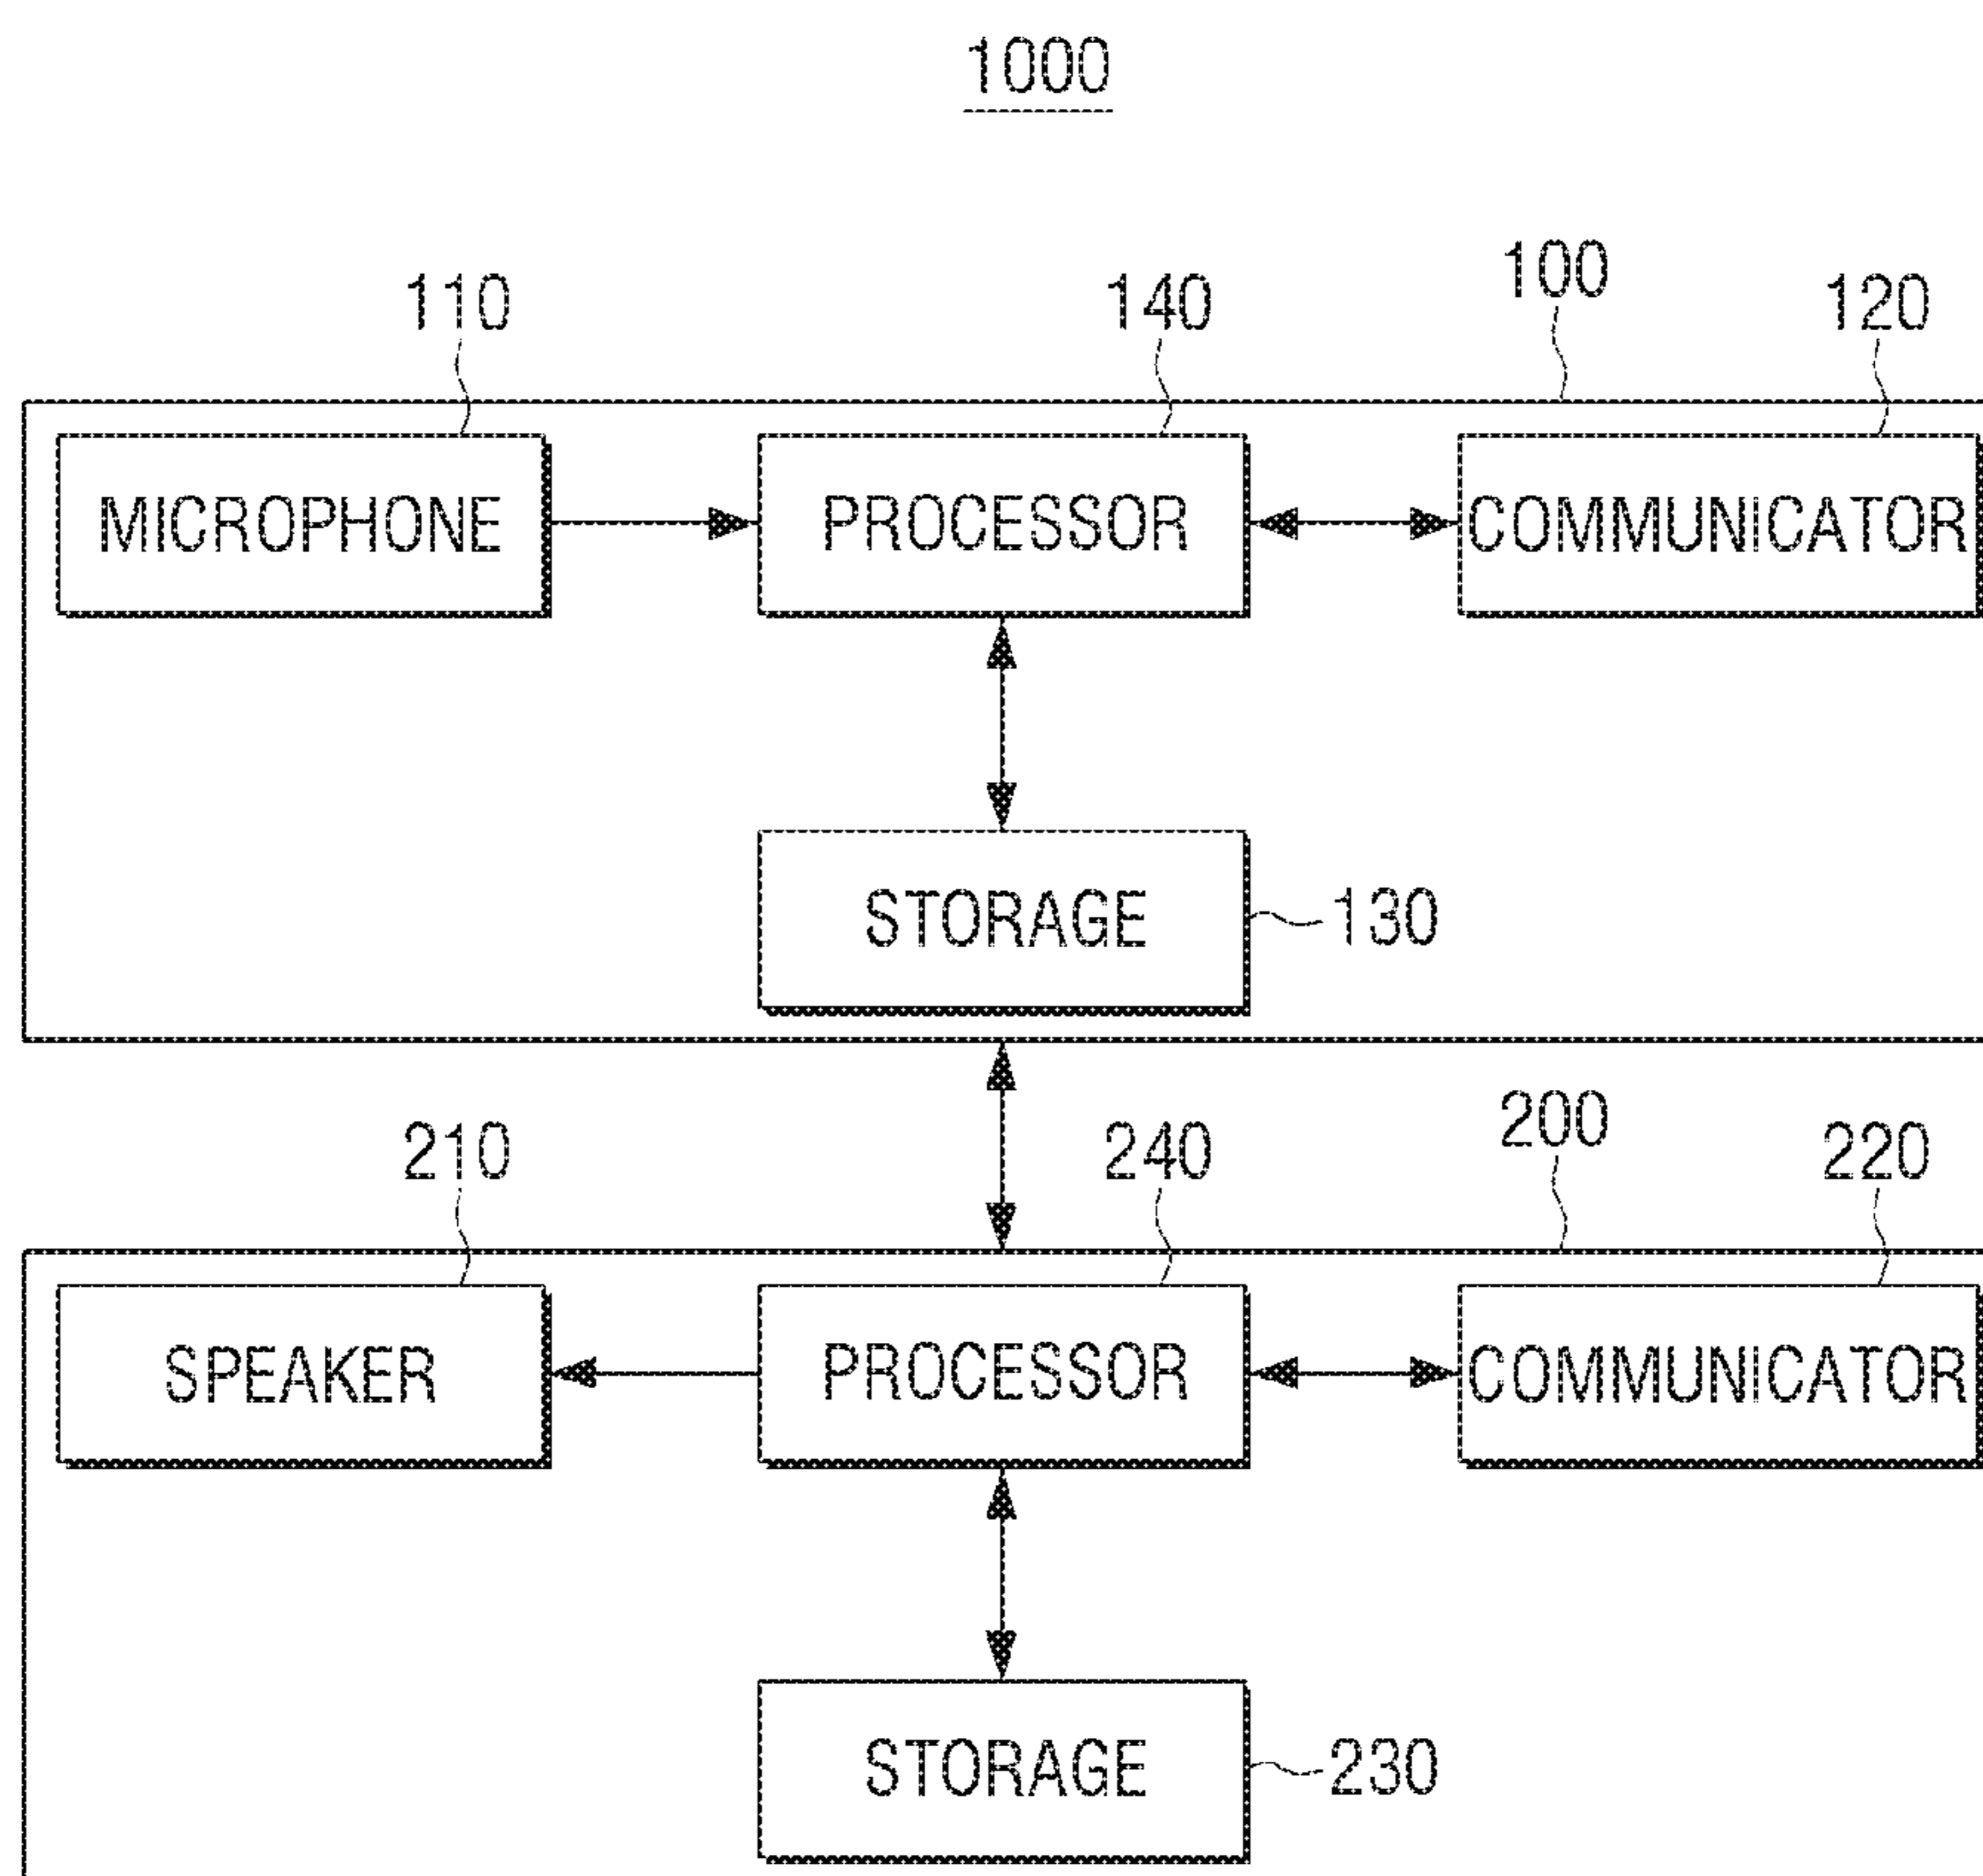 1000
100
110 140 120
MICROPHONE PROCESSOR COMMUNICATOR
STORAGE 130
200
210 240 220
SPEAKER PROCESSOR COMMUNICATOR
STORAGE 230